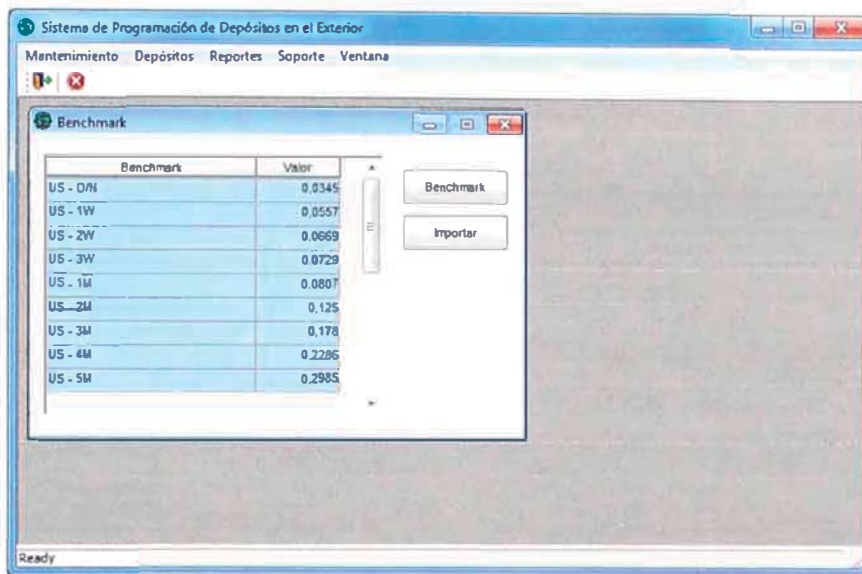 Sistema de Programación de Depósitos en el Exterior
Mantenimiento Depósitos Reportes Soporte Ventana
Benchmark
Benchmark Valor
US - O/N 0,0345
US - 1W 0,0557
US - 2W 0,0669
US - 3W 0,0729
US - 1M 0,0807
US - 2M 0,125
US - 3M 0,178
US - 4M 0,2286
US - 5M 0,2985
Benchmark
Importar
Ready